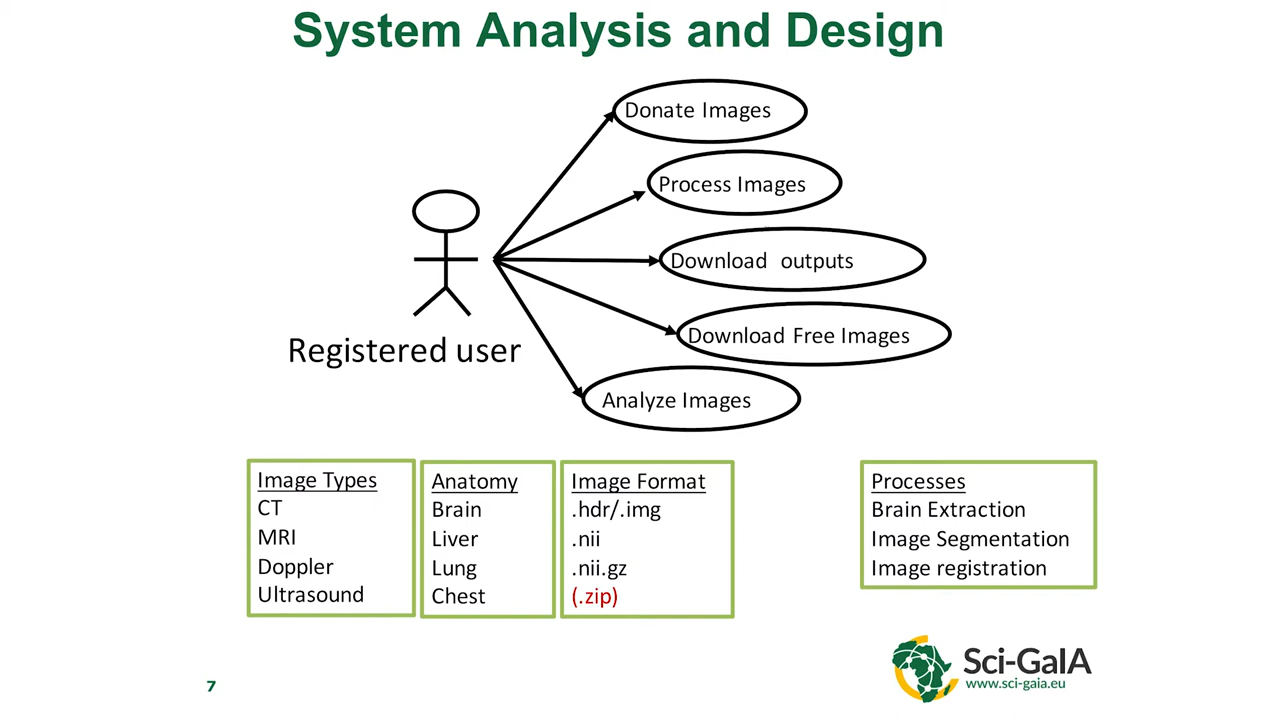 System Analysis and Design
Donate Images
Process Images
Download outputs
Download Free Images
Analyze Images
Registered user
Image Types
CT
MRI
Doppler
Ultrasound
Anatomy
Brain
Liver
Lung
Chest
Image Format
.hdr/.img
.nii
.nii.gz
(.zip)
Processes
Brain Extraction
Image Segmentation
Image registration
7
Sci-GaIA
www.sci-gaia.eu